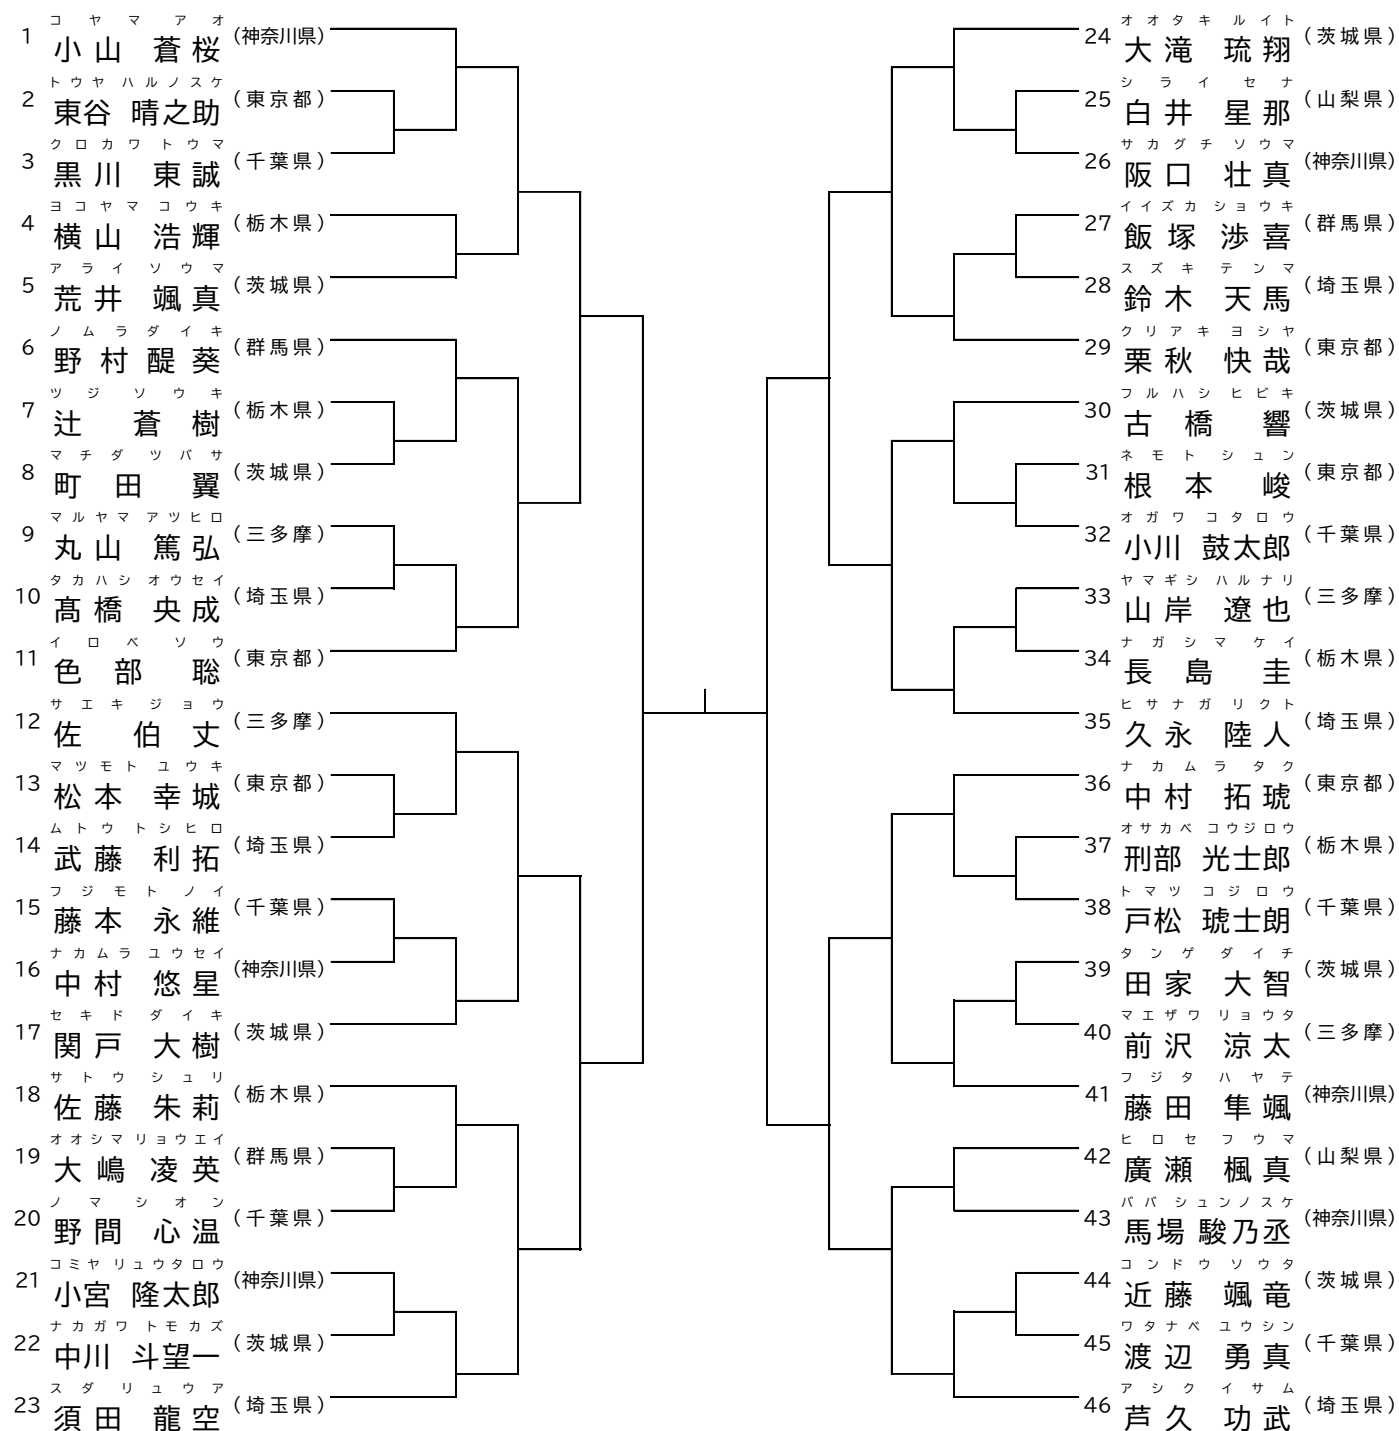 コヤマ アオ
1 小山 蒼桜 (神奈川県)
トウヤ ハルノスケ
2 東谷 晴之助 (東京都)
クロカワ トウマ
3 黒川 東誠 (千葉県)
ヨコヤマ コウキ
4 横山 浩輝 (栃木県)
アライ ソウマ
5 荒井 颯真 (茨城県)
ノムラ ダイキ
6 野村 醍葵 (群馬県)
ツジ ソウキ
7 辻 蒼樹 (栃木県)
マチダ ツバサ
8 町田 翼 (茨城県)
マルヤマ アツヒロ
9 丸山 篤弘 (三多摩)
タカハシ オウセイ
10 髙橋 央成 (埼玉県)
イロベ ソウ
11 色部 聡 (東京都)
サエキ ジョウ
12 佐伯 丈 (三多摩)
マツモト ユウキ
13 松本 幸城 (東京都)
ムトウ トシヒロ
14 武藤 利拓 (埼玉県)
フジモト ノイ
15 藤本 永維 (千葉県)
ナカムラ ユウセイ
16 中村 悠星 (神奈川県)
セキド ダイキ
17 関戸 大樹 (茨城県)
サトウ シュリ
18 佐藤 朱莉 (栃木県)
オオシマ リョウエイ
19 大嶋 凌英 (群馬県)
ノマ シオン
20 野間 心温 (千葉県)
コミヤ リュウタロウ
21 小宮 隆太郎 (神奈川県)
ナカガワ トモカズ
22 中川 斗望一 (茨城県)
スダ リュウア
23 須田 龍空 (埼玉県)
オオタキ ルイト
24 大滝 琉翔 (茨城県)
シライ セナ
25 白井 星那 (山梨県)
サカグチ ソウマ
26 阪口 壮真 (神奈川県)
イイズカ ショウキ
27 飯塚 渉喜 (群馬県)
スズキ テンマ
28 鈴木 天馬 (埼玉県)
クリアキ ヨシヤ
29 栗秋 快哉 (東京都)
フルハシ ヒビキ
30 古橋 響 (茨城県)
ネモト シュン
31 根本 峻 (東京都)
オガワ コタロウ
32 小川 鼓太郎 (千葉県)
ヤマギシ ハルナリ
33 山岸 遼也 (三多摩)
ナガシマ ケイ
34 長島 圭 (栃木県)
ヒサナガ リクト
35 久永 陸人 (埼玉県)
ナカムラ タク
36 中村 拓琥 (東京都)
オサカベ コウジロウ
37 刑部 光士郎 (栃木県)
トマツ コジロウ
38 戸松 琥士朗 (千葉県)
タンゲ ダイチ
39 田家 大智 (茨城県)
マエザワ リョウタ
40 前沢 涼太 (三多摩)
フジタ ハヤテ
41 藤田 隼颯 (神奈川県)
ヒロセ フウマ
42 廣瀬 楓真 (山梨県)
ババ シュンノスケ
43 馬場 駿乃丞 (神奈川県)
コンドウ ソウタ
44 近藤 颯竜 (茨城県)
ワタナベ ユウシン
45 渡辺 勇真 (千葉県)
アシク イサム
46 芦久 功武 (埼玉県)